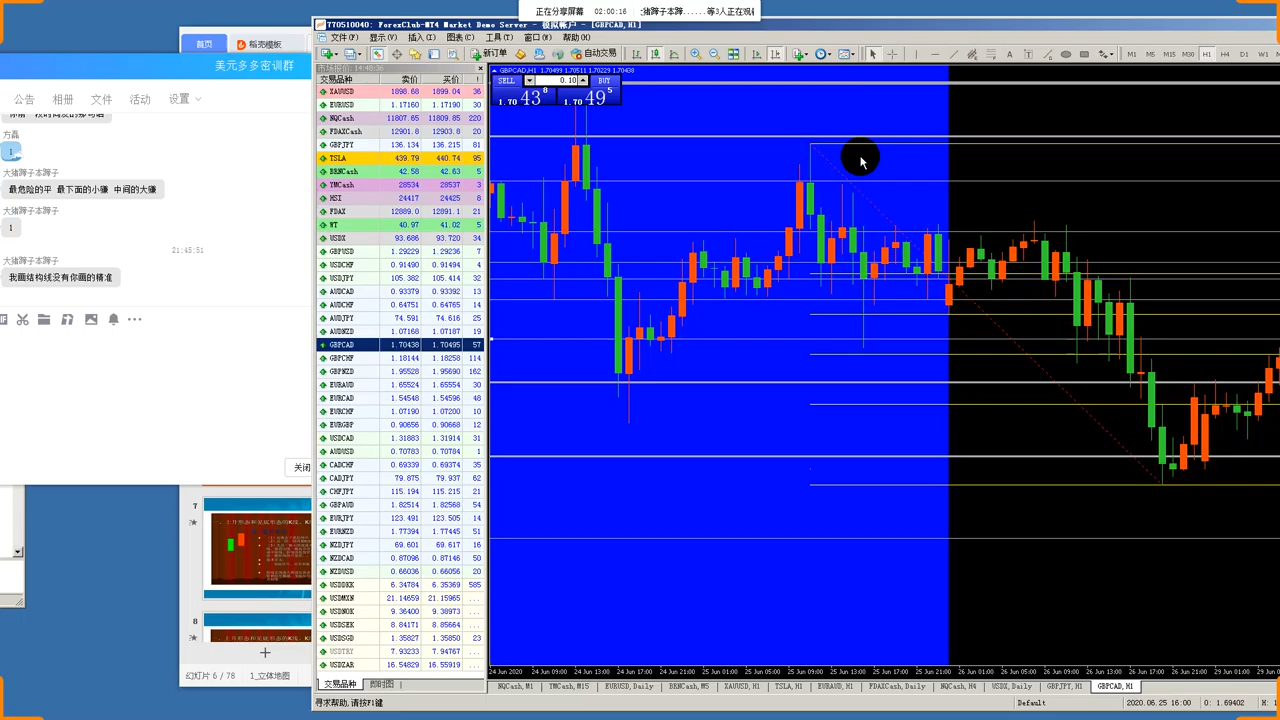 正在分享屏幕 02:00:16
首页 稻壳模板
美元多多密训群
公告 相册 文件 活动 设置
方磊
1
大猪蹄子本蹄子
最危险的平 最下面的小赚 中间的大赚
大猪蹄子本蹄子
1
21:45:51
大猪蹄子本蹄子
我画结构线没有你画的精准
关闭
7
8
幻灯片 6 / 78 1_立体地图
770510040: ForexClub-MT4 Market Demo Server - 模拟帐户 - [GBPCAD,H1]
文件(F) 显示(V) 插入(I) 图表(C) 工具(T) 窗口(W) 帮助(H)
新订单 自动交易
M1 M5 M15 M30 H1 H4 D1 W1
市场报价: 14:48:36
交易品种 卖价 买价 !
XAUUSD 1898.68 1899.04 36
EURUSD 1.17160 1.17190 30
NQCash 11807.65 11809.85 220
FDAXCash 12901.8 12903.8 20
GBPJPY 136.134 136.215 81
TSLA 439.79 440.74 95
BRNCash 42.58 42.63 5
YMCash 28534 28537 3
HSI 24417 24425 8
FDAX 12889.0 12891.1 21
WT 40.97 41.02 5
USDX 93.686 93.720 34
GBPUSD 1.29229 1.29236 7
USDCHF 0.91490 0.91494 4
USDJPY 105.382 105.414 32
AUDCAD 0.93379 0.93392 13
AUDCHF 0.64751 0.64765 14
AUDJPY 74.591 74.616 25
AUDNZD 1.07168 1.07187 19
GBPCAD 1.70438 1.70495 57
GBPCHF 1.18144 1.18258 114
GBPNZD 1.95528 1.95690 162
EURAUD 1.65524 1.65554 30
EURCAD 1.54548 1.54596 48
EURCHF 1.07190 1.07200 10
EURGBP 0.90656 0.90668 12
USDCAD 1.31883 1.31914 31
AUDUSD 0.70783 0.70784 1
CADCHF 0.69339 0.69374 35
CADJPY 79.875 79.937 62
CHFJPY 115.194 115.215 21
GBPAUD 1.82514 1.82568 54
EURJPY 123.491 123.505 14
EURNZD 1.77394 1.77445 51
NZDJPY 69.601 69.617 16
NZDCAD 0.87096 0.87146 50
NZDUSD 0.66036 0.66056 20
USDDKK 6.34784 6.35369 585
USDMXN 21.14659 21.15965 ...
USDNOK 9.36400 9.38973 ...
USDSEK 8.84171 8.85664 ...
USDSGD 1.35827 1.35850 23
USDTRY 7.93233 7.94767 ...
USDZAR 16.54829 16.55919 ...
交易品种 即时图
寻求帮助, 请按F1键
GBPCAD,H1 1.70499 1.70511 1.70229 1.70438
SELL 0.10 BUY
1.70 43 8 1.70 49 5
24 Jun 2020 24 Jun 09:00 24 Jun 13:00 24 Jun 17:00 24 Jun 21:00 25 Jun 01:00 25 Jun 05:00 25 Jun 09:00 25 Jun 13:00 25 Jun 17:00 25 Jun 21:00 26 Jun 01:00 26 Jun 05:00 26 Jun 09:00 26 Jun 13:00 26 Jun 17:00 26 Jun 21:00 29 Jun 01:00
NQCash,M1 YMCash,M15 EURUSD,Daily BRNCash,M5 XAUUSD,H1 TSLA,H1 EURAUD,H1 FDAXCash,Daily NQCash,H4 USDX,Daily GBPJPY,H1 GBPCAD,H1
Default 2020.06.25 16:00 O: 1.69402 H: 1